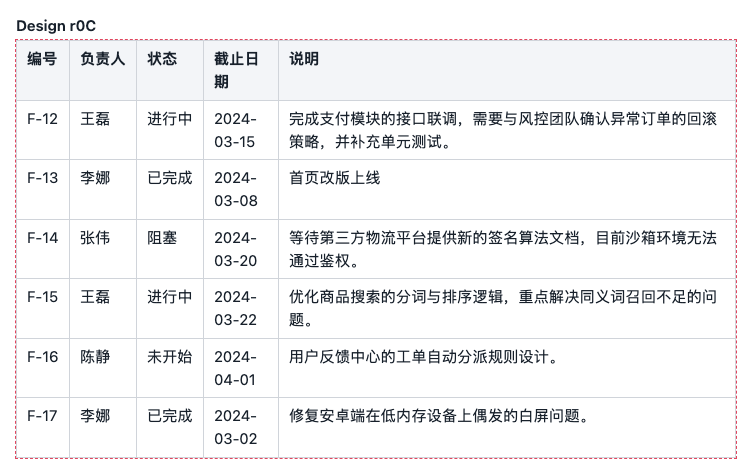 Design r0C
编号 负责人 状态 截止日期 说明
F-12 王磊 进行中 2024-03-15 完成支付模块的接口联调，需要与风控团队确认异常订单的回滚策略，并补充单元测试。
F-13 李娜 已完成 2024-03-08 首页改版上线
F-14 张伟 阻塞 2024-03-20 等待第三方物流平台提供新的签名算法文档，目前沙箱环境无法通过鉴权。
F-15 王磊 进行中 2024-03-22 优化商品搜索的分词与排序逻辑，重点解决同义词召回不足的问题。
F-16 陈静 未开始 2024-04-01 用户反馈中心的工单自动分派规则设计。
F-17 李娜 已完成 2024-03-02 修复安卓端在低内存设备上偶发的白屏问题。